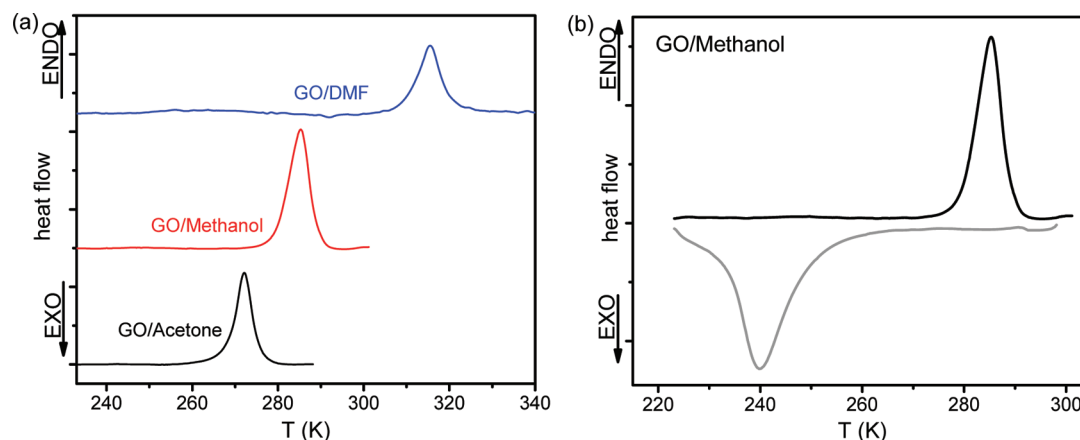 (a)
ENDO
heat flow
EXO
GO/DMF
GO/Methanol
GO/Acetone
240 260 280 300 320 340
T (K)
(b)
GO/Methanol
ENDO
heat flow
EXO
220 240 260 280 300
T (K)